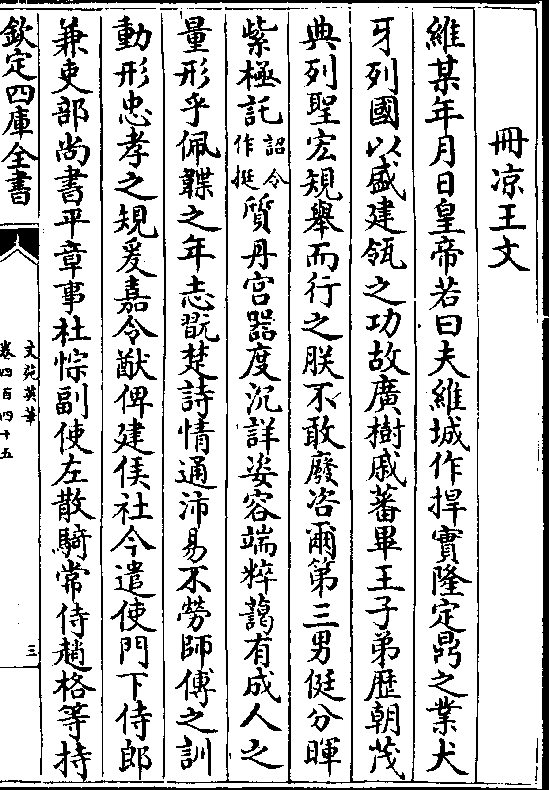 冊凉王文
維某年月日皇帝若曰夫維城作捍實隆定鼎之業犬
牙列國以盛建瓴之功故廣樹戚蕃畢王子弟歷朝茂
典列聖宏規舉而行之朕不敢廢咨爾第三男侹分暉
紫極託詔令作挺質丹宮器度沉詳姿容端粹藹有成人之
量形乎佩韘之年志翫楚詩情通沛易不勞師傅之訓
動形忠孝之規爰嘉令猷俾建侯社今遣使門下侍郎
兼吏部尚書平章事杜悰副使左散騎常侍趙格等持
欽定四庫全書
文苑英華
卷四百四十五
三